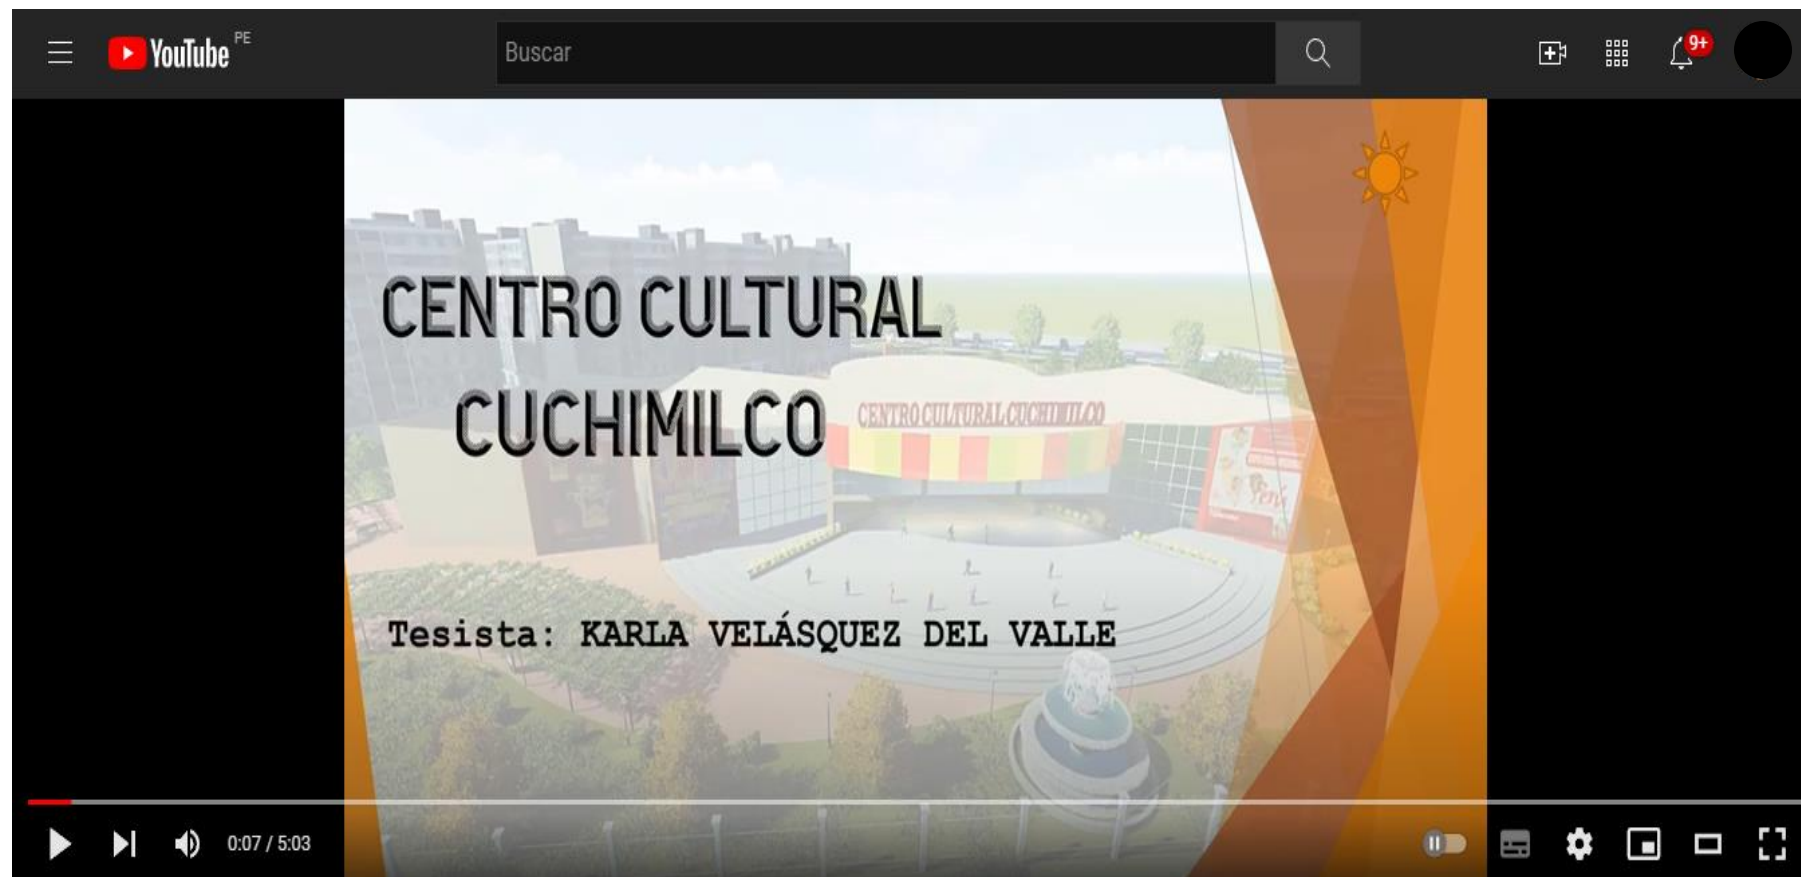 YouTube PE
Buscar
9+
CENTRO CULTURAL
CUCHIMILCO
CENTRO CULTURAL CUCHIMILCO
Perú
Tesista: KARLA VELÁSQUEZ DEL VALLE
0:07 / 5:03